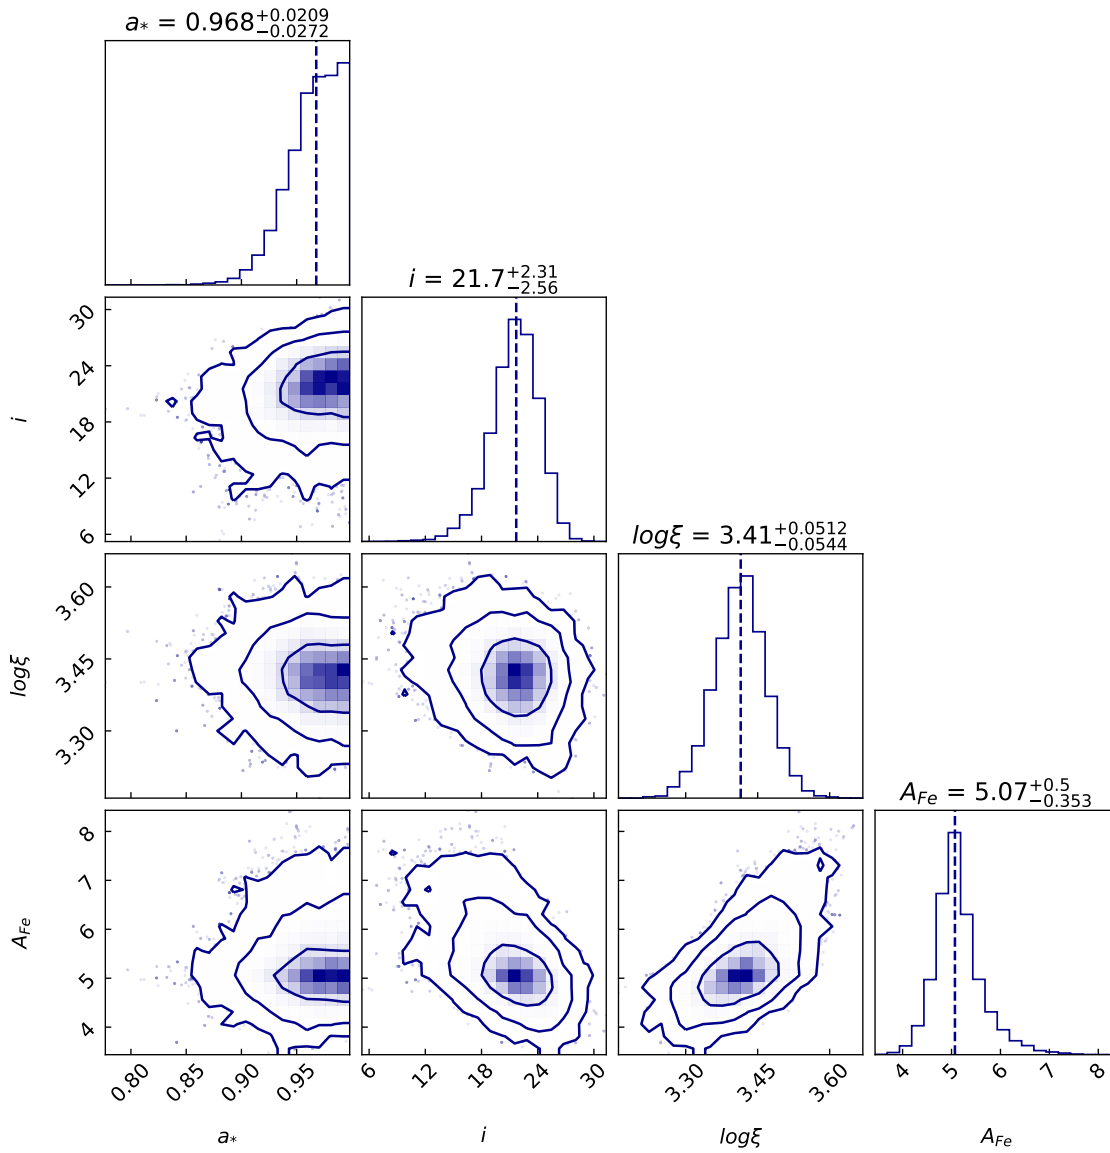 a* = 0.968 +0.0209 −0.0272
i = 21.7 +2.31 −2.56
30
24
18
12
6
i
logξ = 3.41 +0.0512 −0.0544
3.60
3.45
3.30
logξ
A_Fe = 5.07 +0.5 −0.353
8
7
6
5
4
A_Fe
0.80 0.85 0.90 0.95 6 12 18 24 30 3.30 3.45 3.60 4 5 6 7 8
a* i logξ A_Fe